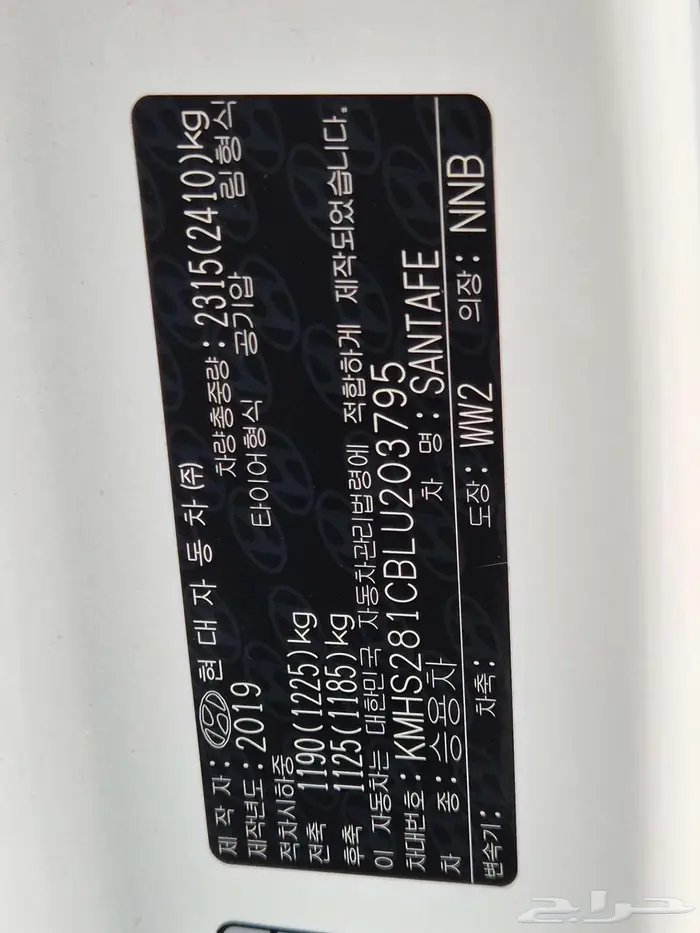 제 작 자 : 현 대 자 동 차 (주)
제작년도 : 2019 차량총중량 : 2315(2410)kg
적차시하중 타이어형식 공기압 림 형식
전축 1190(1225)kg
후축 1125(1185)kg
이 자동차는 대한민국 자동차관리법령에 적합하게 제작되었습니다.
차대번호 : KMHS281CBLU203795
차 종 : 승용차 차 명 : SANTAFE
변속기 : 차축 : 도장 : WW2 의장 : NNB
حراج